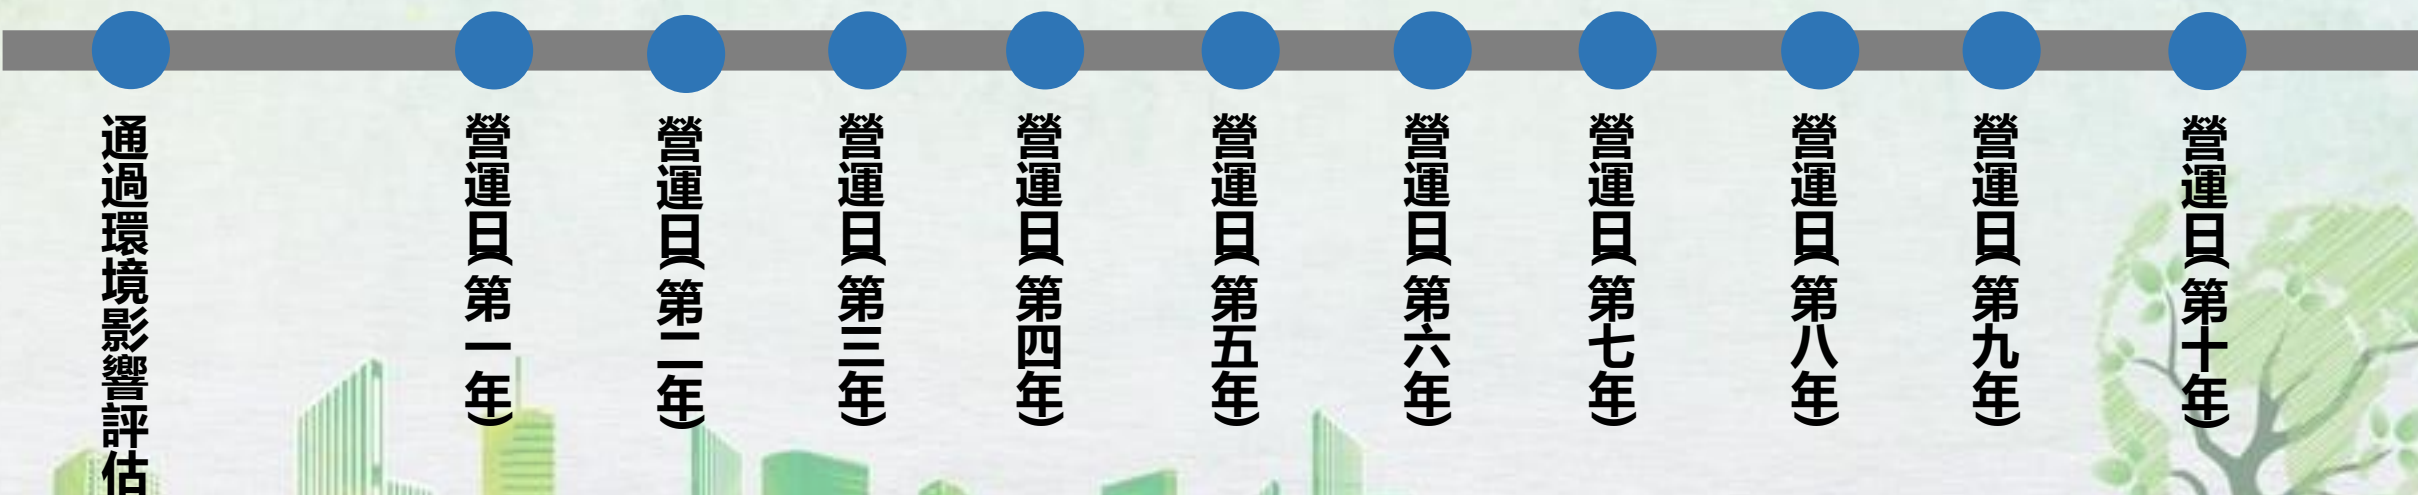 通過環境影響評估
營運日(第一年)
營運日(第二年)
營運日(第三年)
營運日(第四年)
營運日(第五年)
營運日(第六年)
營運日(第七年)
營運日(第八年)
營運日(第九年)
營運日(第十年)